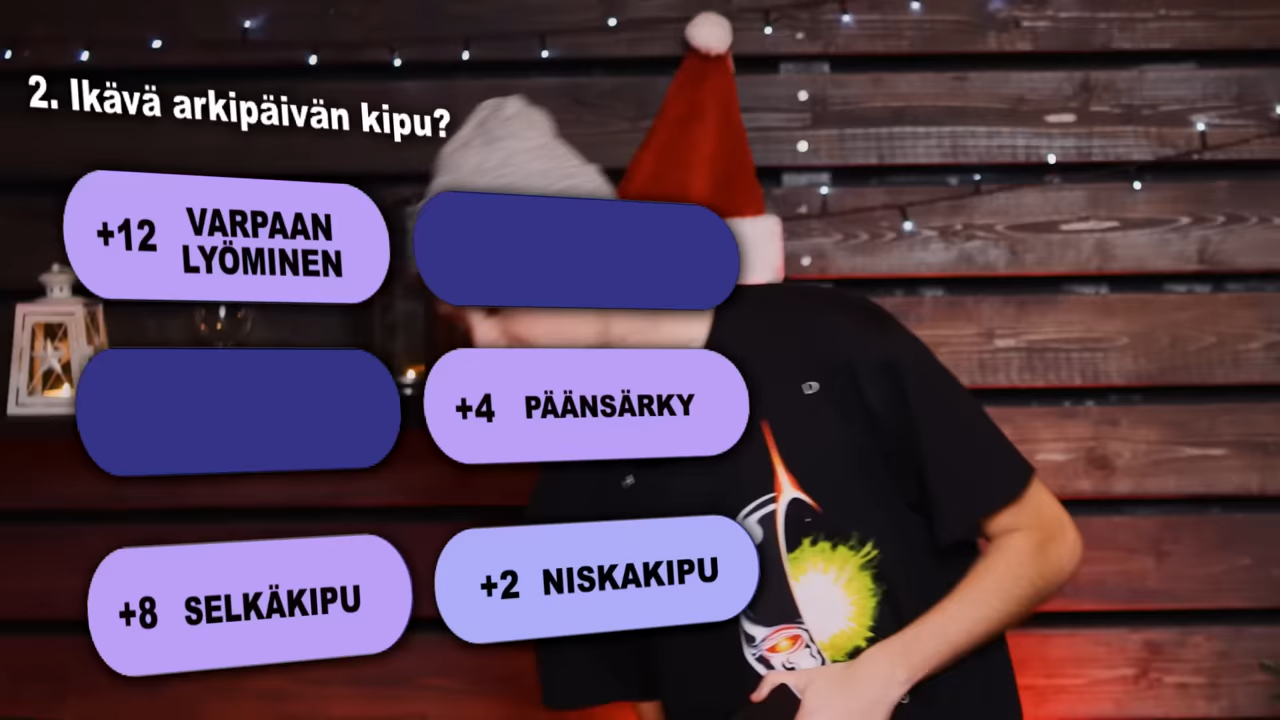 2. Ikävä arkipäivän kipu?
+12 VARPAAN
LYÖMINEN
+4 PÄÄNSÄRKY
+8 SELKÄKIPU
+2 NISKAKIPU